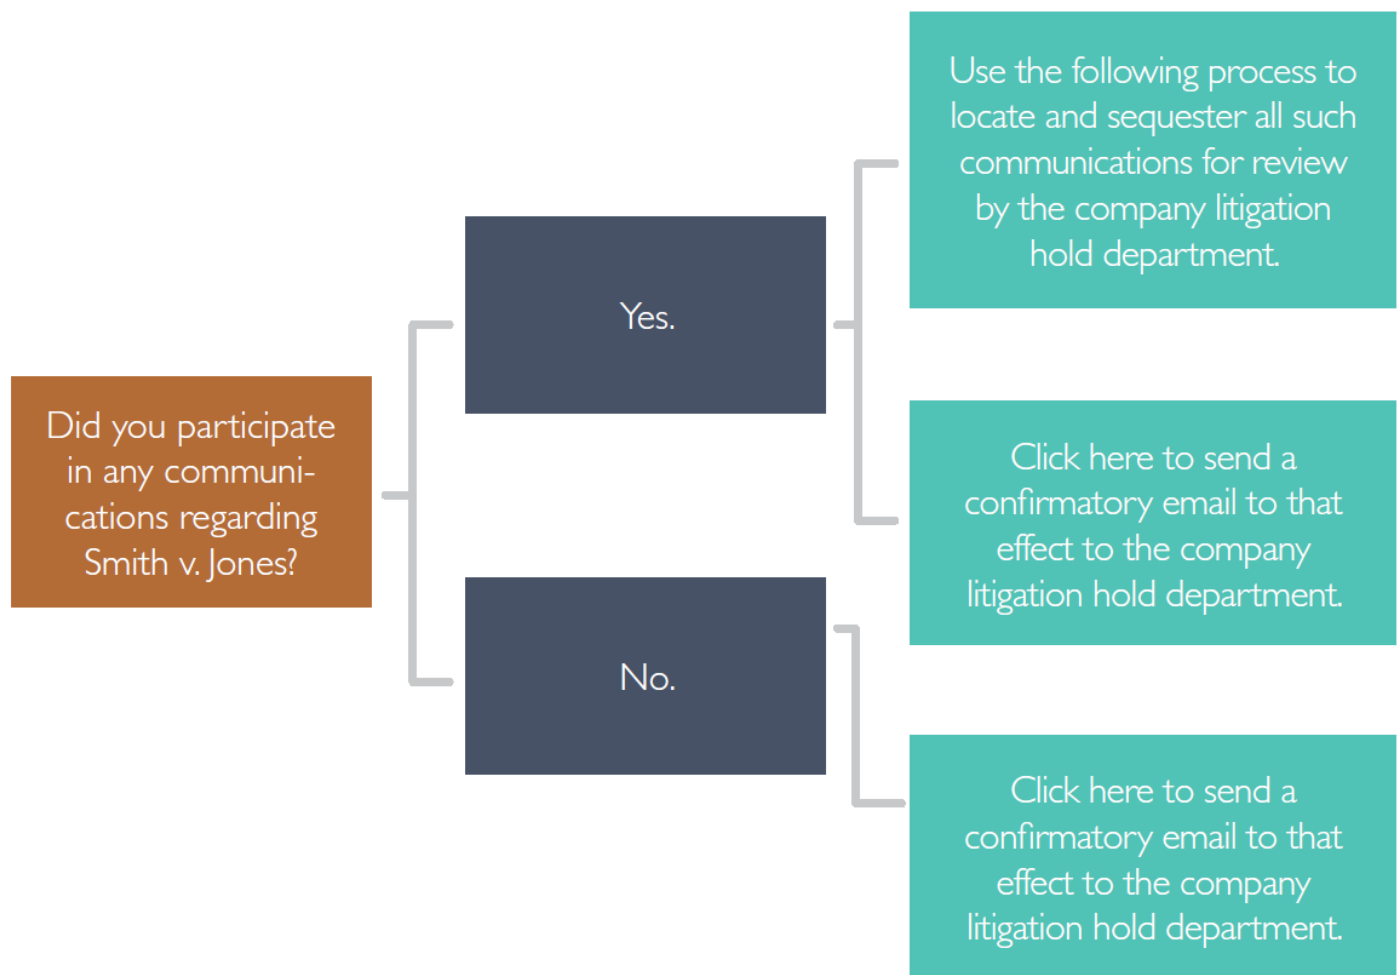 Did you participate
in any communi-
cations regarding
Smith v. Jones?
Yes.
No.
Use the following process to
locate and sequester all such
communications for review
by the company litigation
hold department.
Click here to send a
confirmatory email to that
effect to the company
litigation hold department.
Click here to send a
confirmatory email to that
effect to the company
litigation hold department.